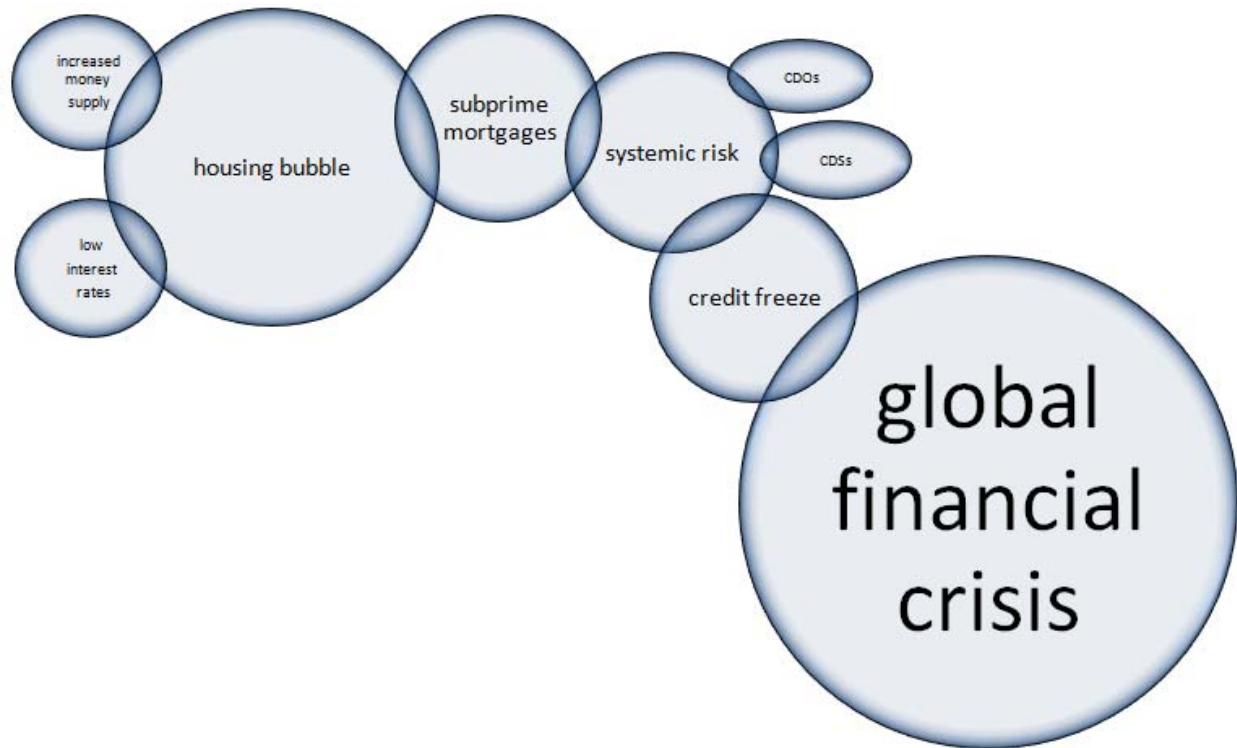 increased
money
supply
housing bubble
low
interest
rates
subprime
mortgages
systemic risk
CDOs
CDSs
credit freeze
global
financial
crisis